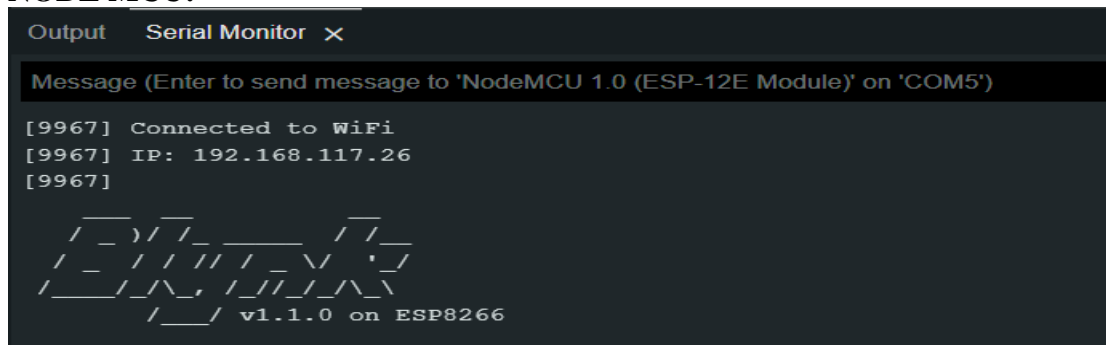 NODE MCU:
Output Serial Monitor ×
Message (Enter to send message to 'NodeMCU 1.0 (ESP-12E Module)' on 'COM5')
[9967] Connected to WiFi
[9967] IP: 192.168.117.26
[9967]
    ___  __          __
   / _ )/ /_ _____  / /__
  / _  / / // / _ \/  '_/
 /____/_/\_, /_//_/_/\_\
        /___/ v1.1.0 on ESP8266